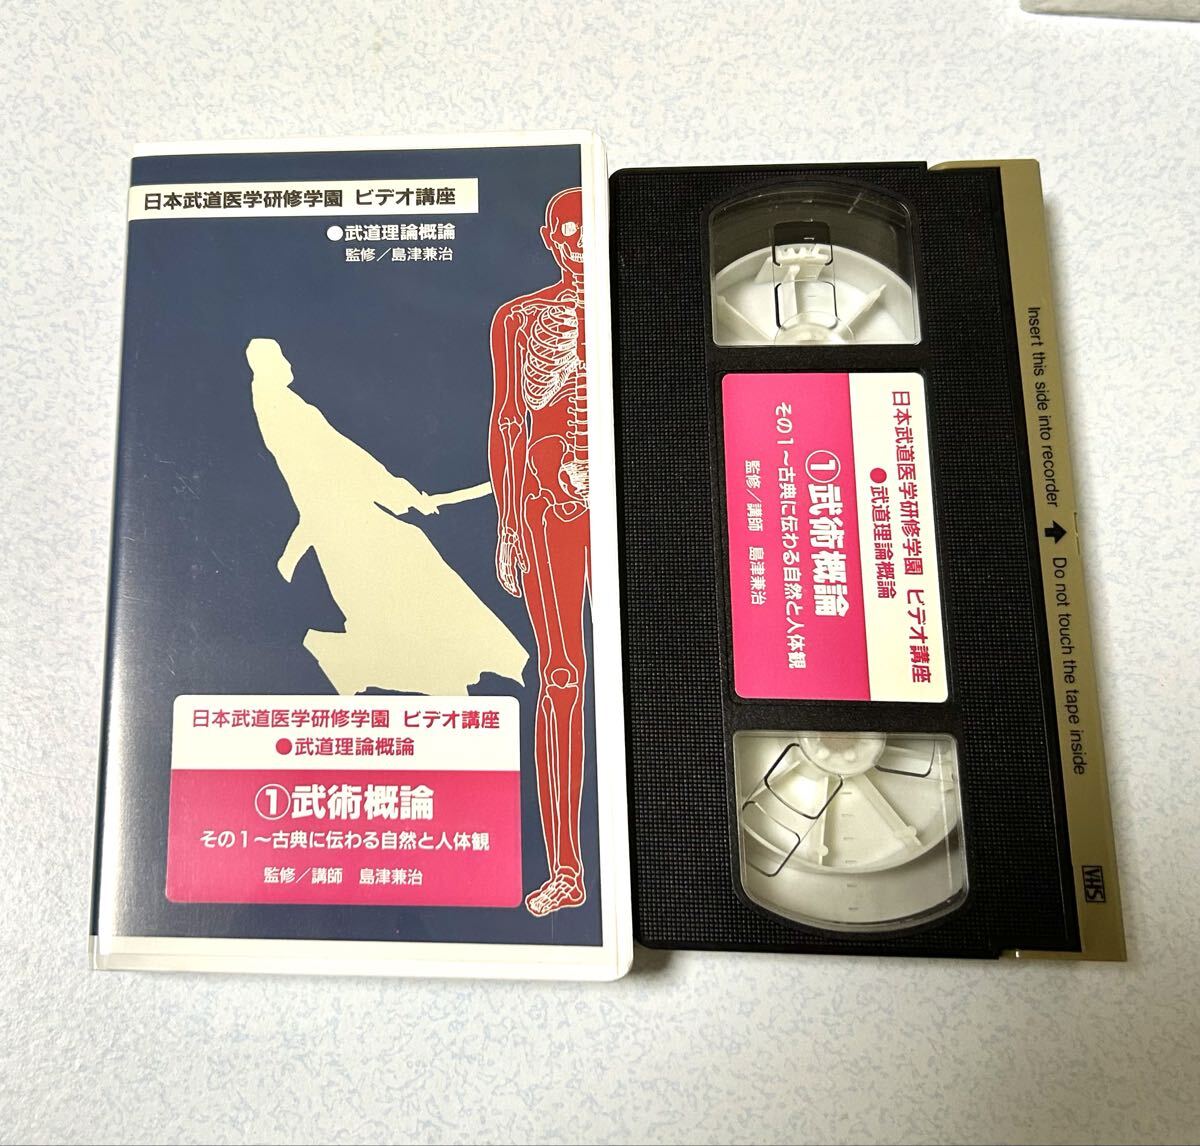 日本武道医学研修学園 ビデオ講座
●武道理論概論
監修／島津兼治
日本武道医学研修学園 ビデオ講座
●武道理論概論
①武術概論
その1〜古典に伝わる自然と人体観
監修／講師 島津兼治
日本武道医学研修学園 ビデオ講座
●武道理論概論
①武術概論
その1〜古典に伝わる自然と人体観
監修／講師 島津兼治
Insert this side into recorder ⬆ Do not touch the tape inside
VHS